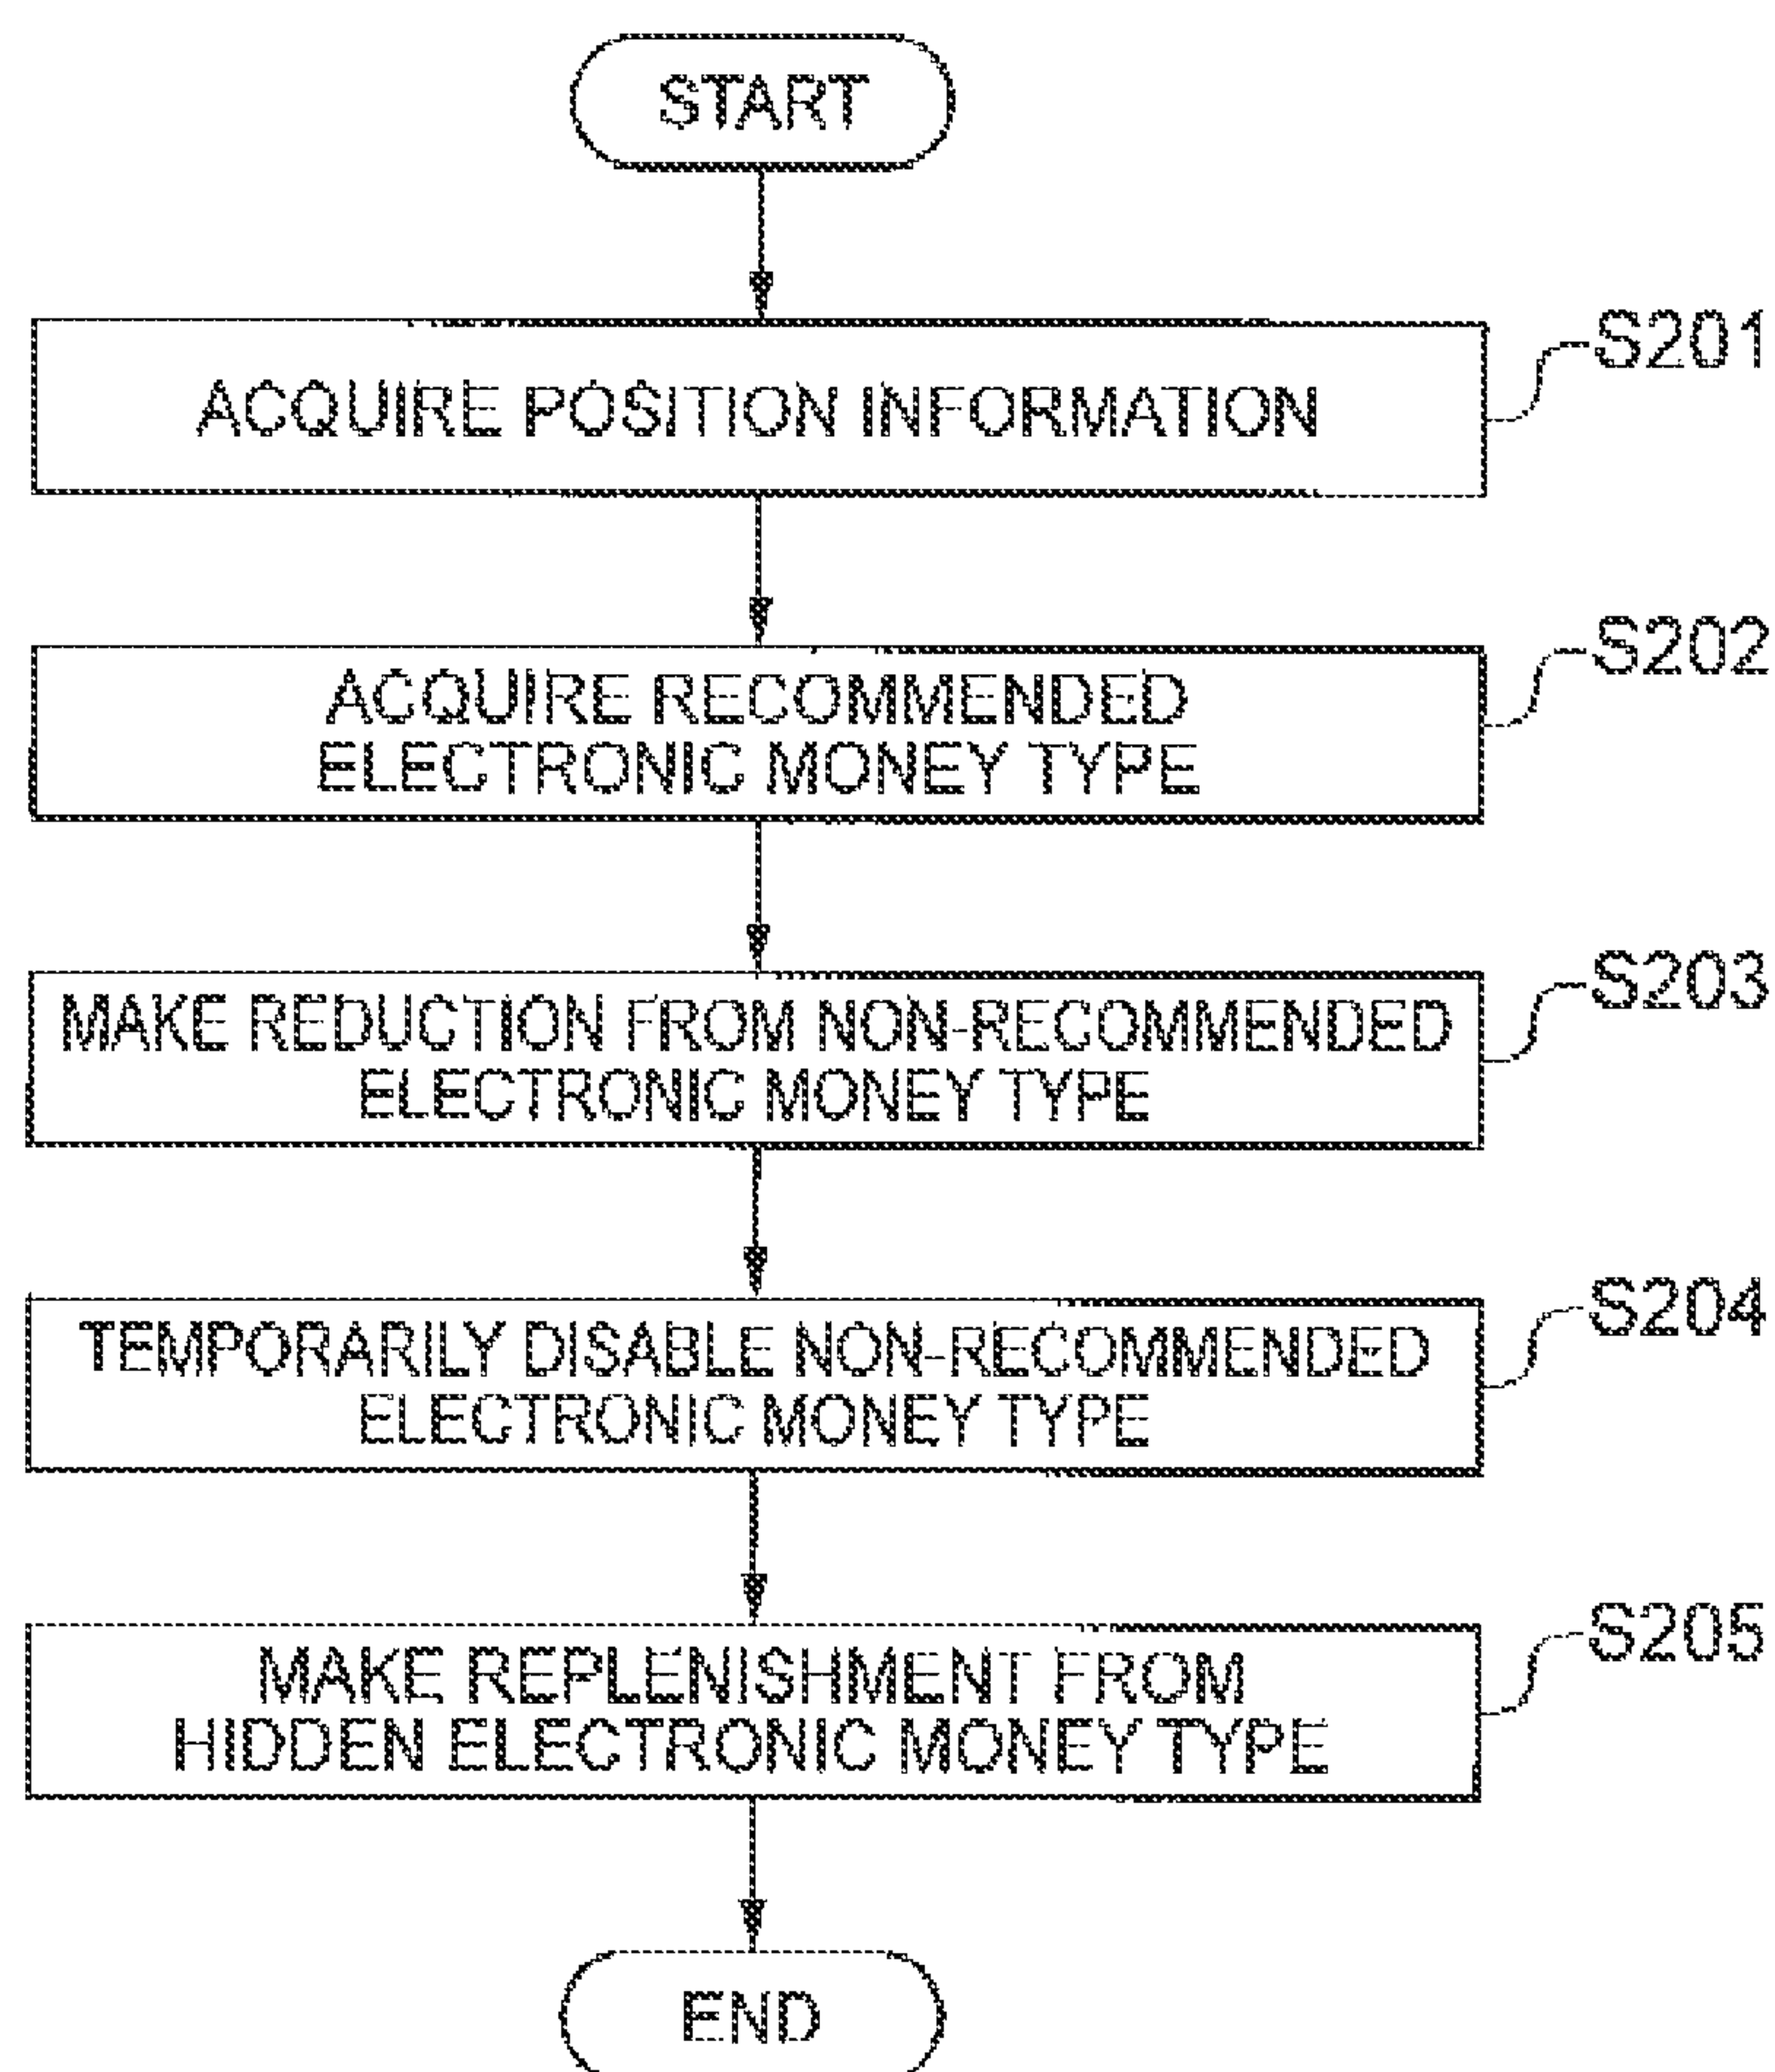 START
ACQUIRE POSITION INFORMATION
S201
ACQUIRE RECOMMENDED
ELECTRONIC MONEY TYPE
S202
MAKE REDUCTION FROM NON-RECOMMENDED
ELECTRONIC MONEY TYPE
S203
TEMPORARILY DISABLE NON-RECOMMENDED
ELECTRONIC MONEY TYPE
S204
MAKE REPLENISHMENT FROM
HIDDEN ELECTRONIC MONEY TYPE
S205
END